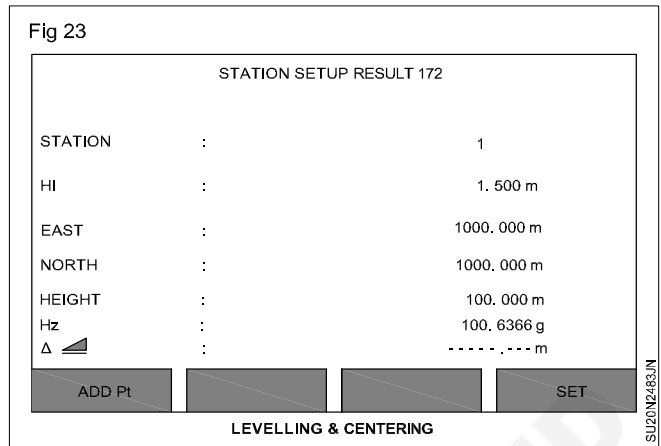 Fig 23
STATION SETUP RESULT 172
STATION : 1
HI : 1. 500 m
EAST : 1000. 000 m
NORTH : 1000. 000 m
HEIGHT : 100. 000 m
Hz : 100. 6366 g
Δ : - - - - - . - - - m
ADD Pt SET
LEVELLING & CENTERING
SU20N2483JN